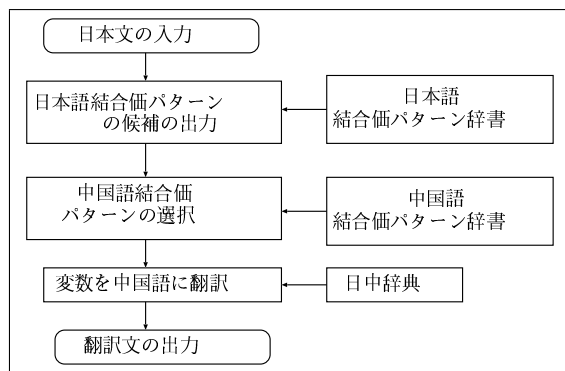 日本文の入力
日本語結合価パターン
の候補の出力
日本語
結合価パターン辞書
中国語結合価
パターンの選択
中国語
結合価パターン辞書
変数を中国語に翻訳
日中辞典
翻訳文の出力